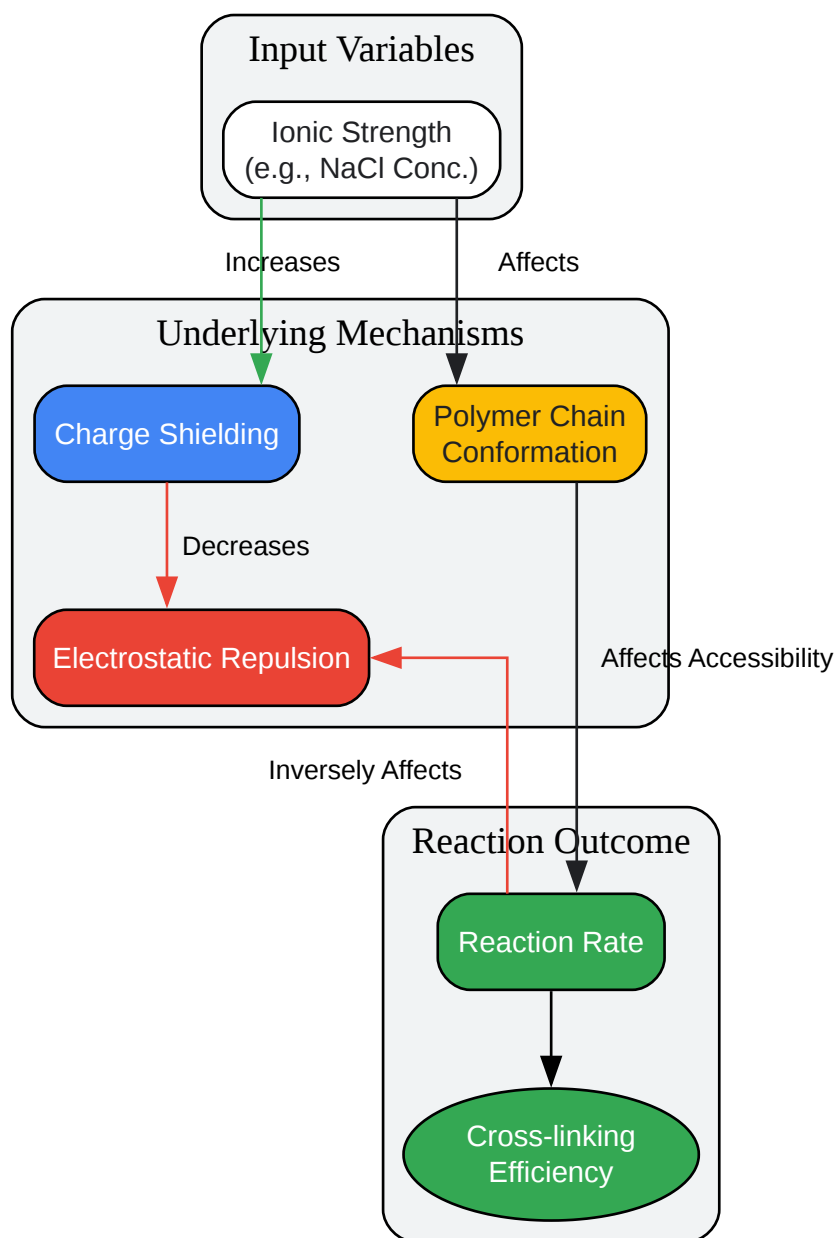 Input Variables
Ionic Strength
(e.g., NaCl Conc.)
Increases
Affects
Underlying Mechanisms
Charge Shielding
Polymer Chain
Conformation
Decreases
Electrostatic Repulsion
Affects Accessibility
Inversely Affects
Reaction Outcome
Reaction Rate
Cross-linking
Efficiency